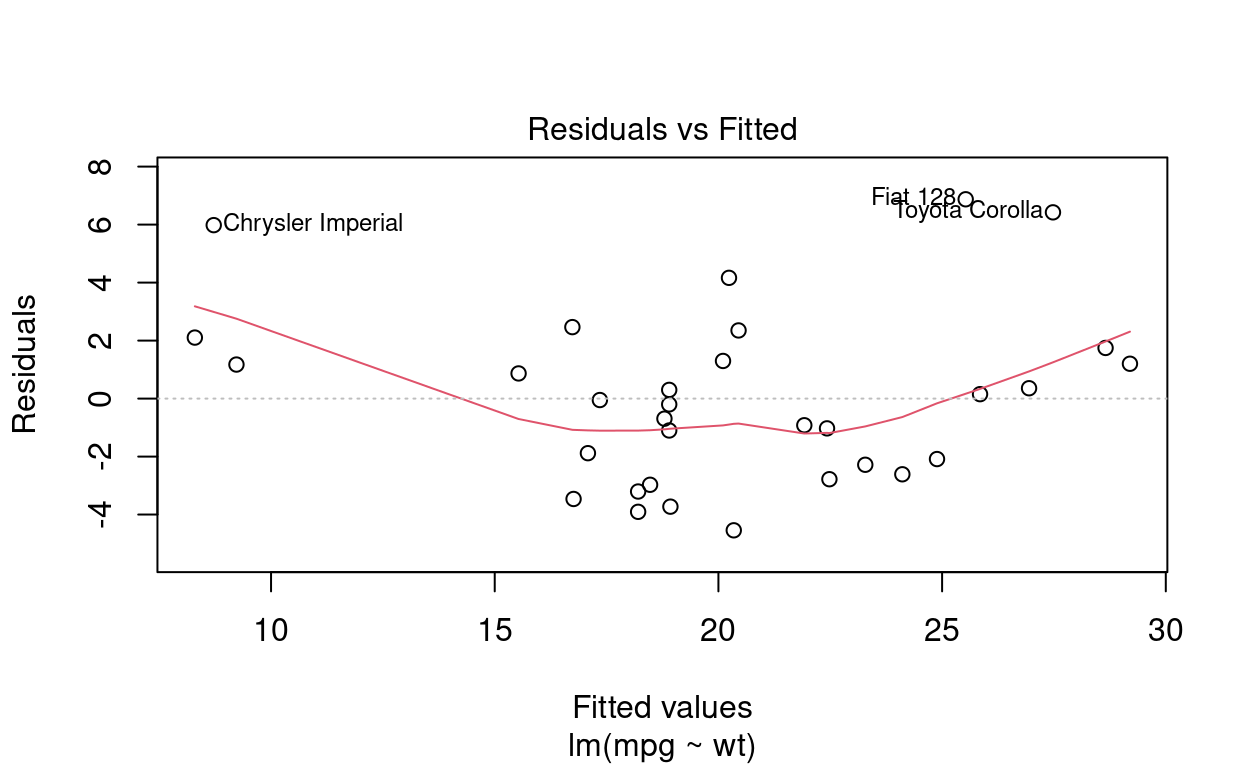 Residuals vs Fitted
Residuals
8
6
4
2
0
-2
-4
Fiat 128
Toyota Corolla
Chrysler Imperial
10 15 20 25 30
Fitted values
lm(mpg ~ wt)